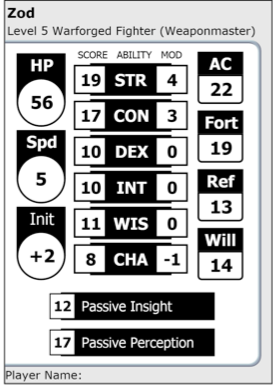 Zod
Level 5 Warforged Fighter (Weaponmaster)
SCORE ABILITY MOD
HP 19 STR 4 AC
56 17 CON 3 22
Spd 10 DEX 0 Fort
5 10 INT 0 19
Init 11 WIS 0 Ref
+2 8 CHA -1 13
Will
14
12 Passive Insight
17 Passive Perception
Player Name: